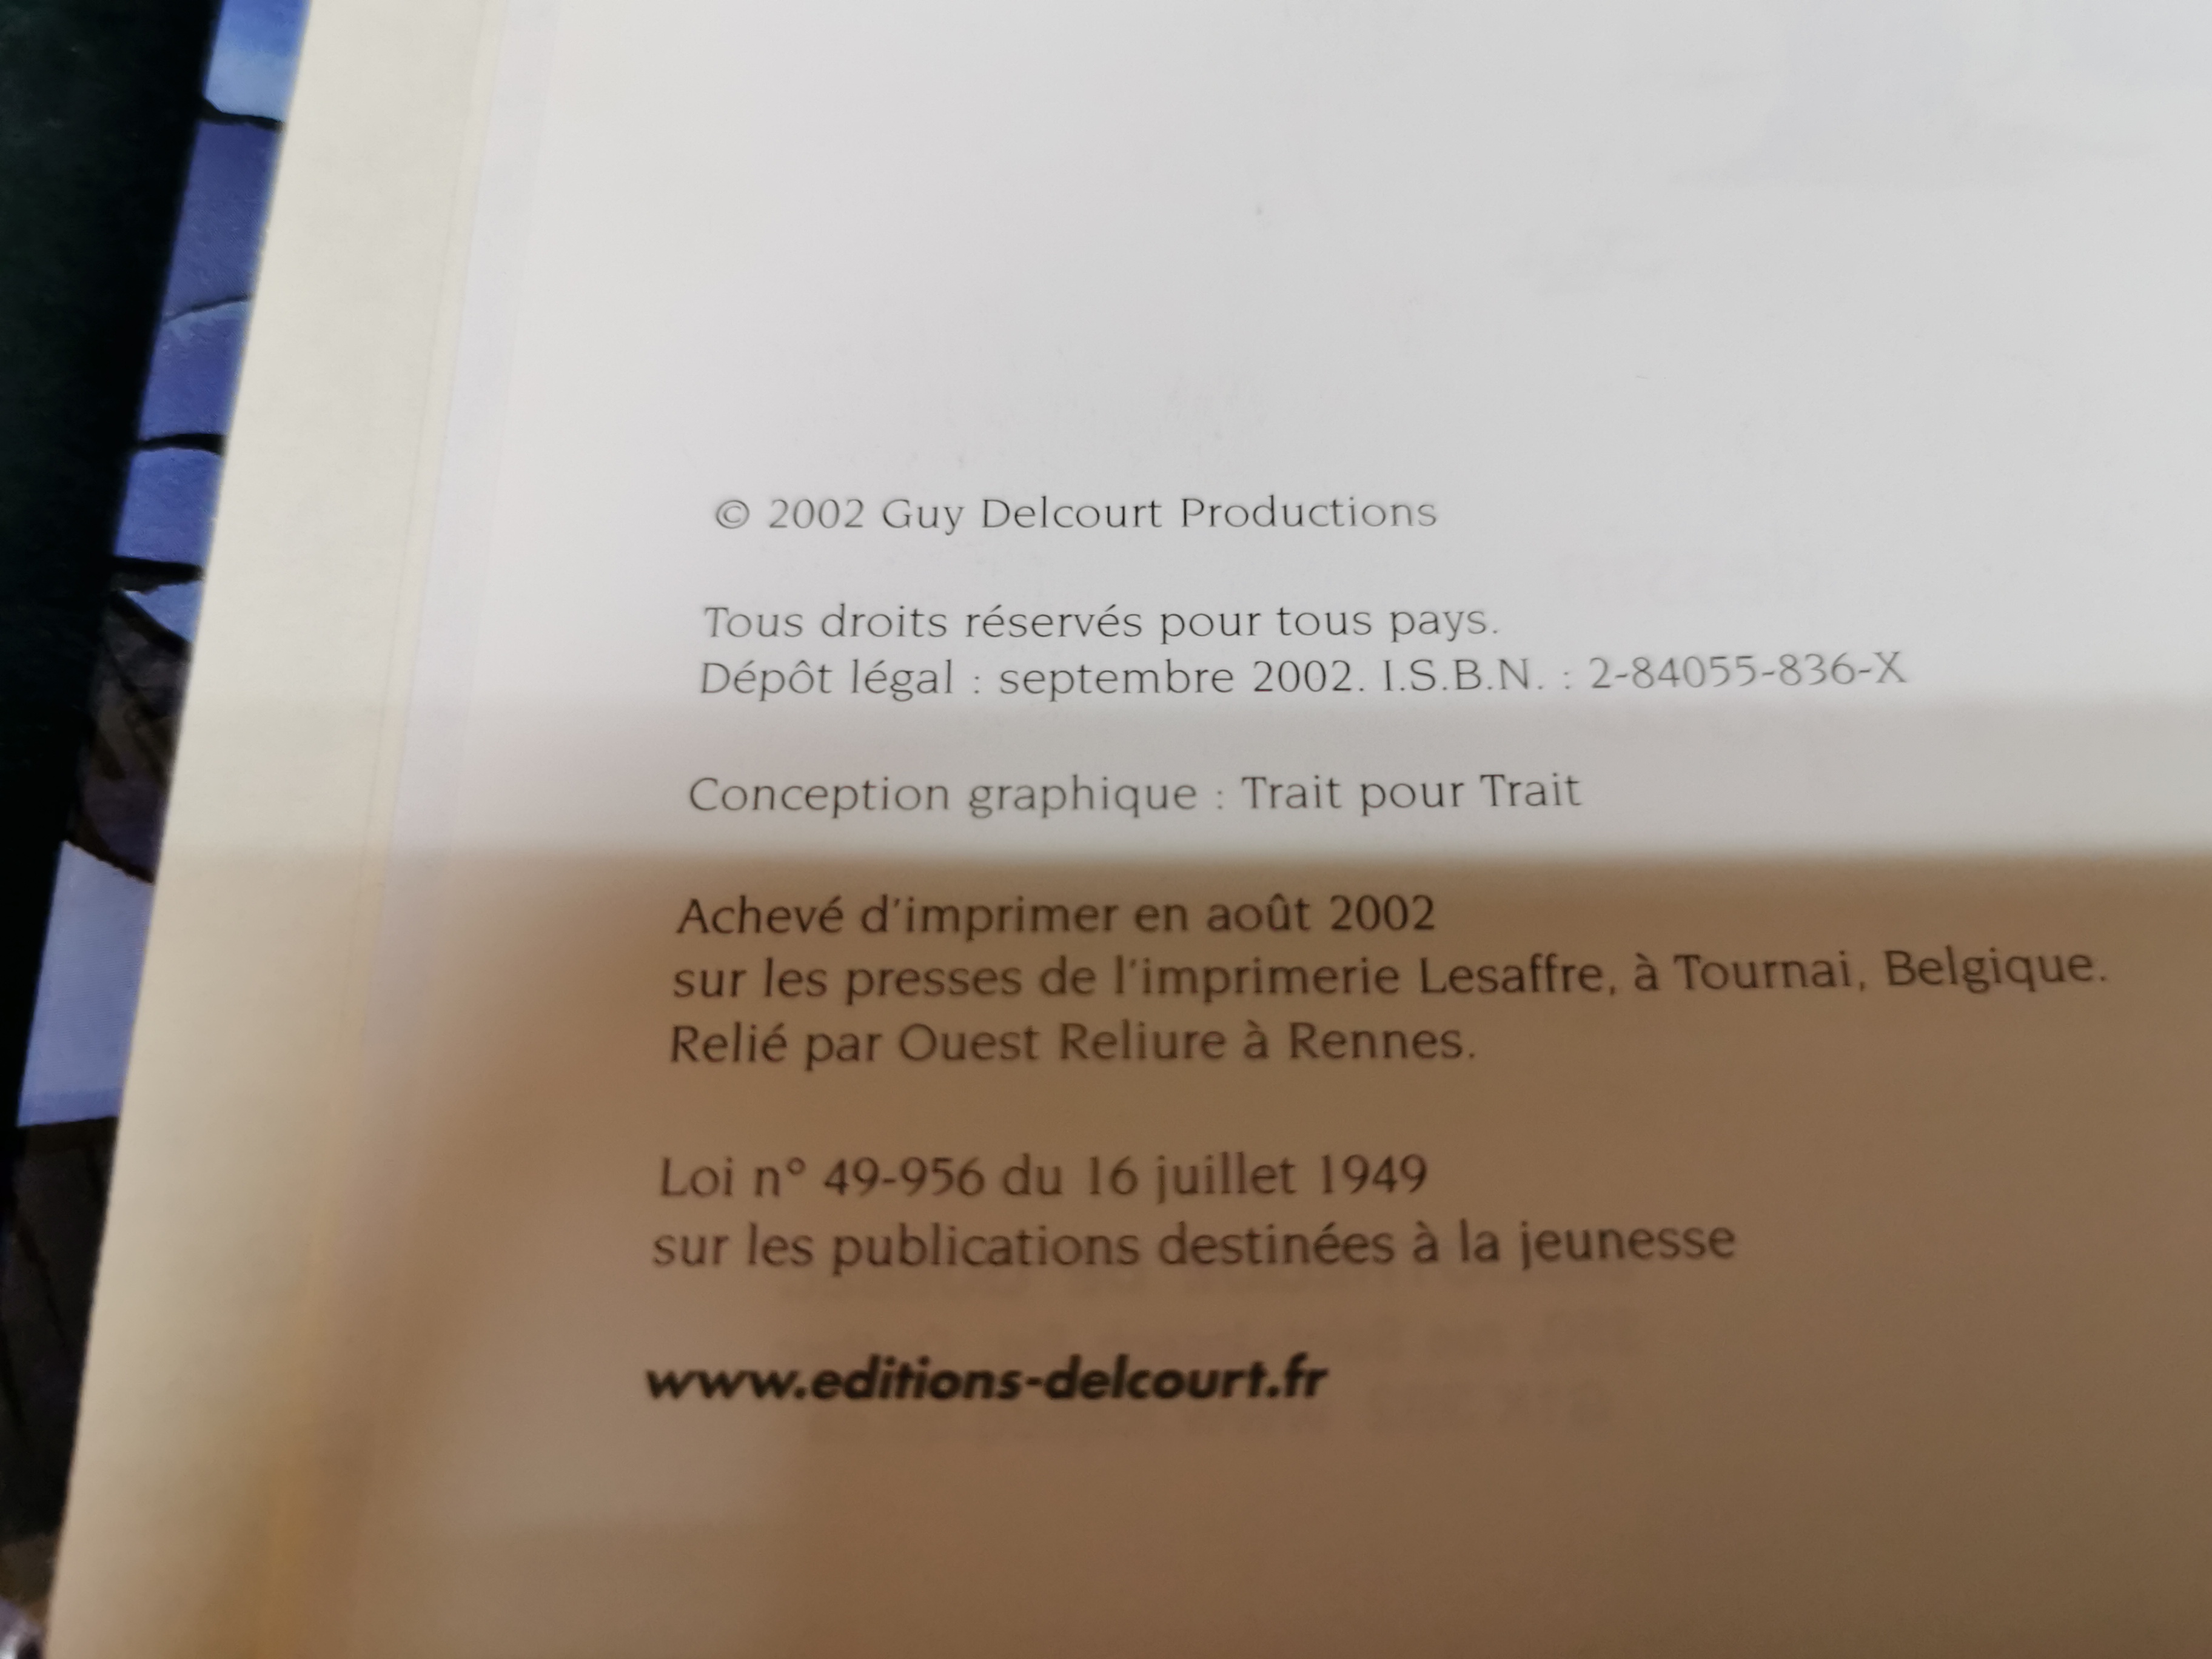 © 2002 Guy Delcourt Productions
Tous droits réservés pour tous pays.
Dépôt légal : septembre 2002. I.S.B.N. : 2-84055-836-X
Conception graphique : Trait pour Trait
Achevé d'imprimer en août 2002
sur les presses de l'imprimerie Lesaffre, à Tournai, Belgique.
Relié par Ouest Reliure à Rennes.
Loi n° 49-956 du 16 juillet 1949
sur les publications destinées à la jeunesse
www.editions-delcourt.fr